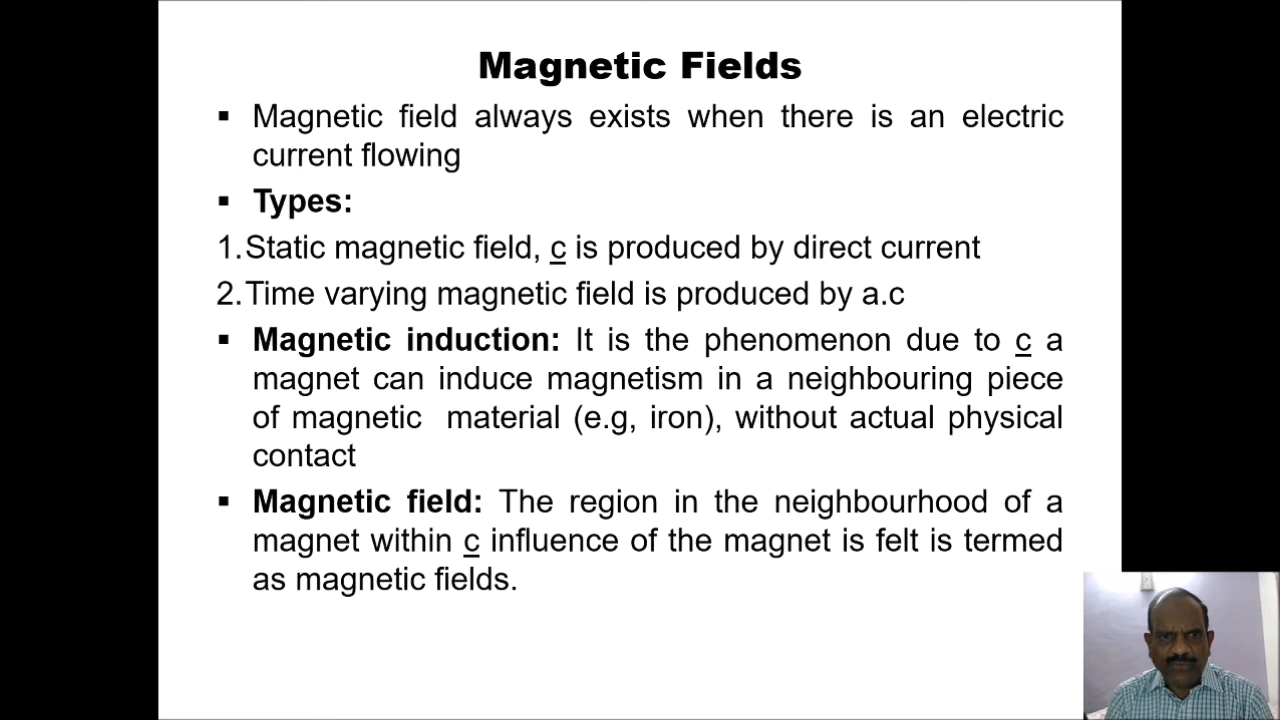 Magnetic Fields
▪ Magnetic field always exists when there is an electric
current flowing
▪ Types:
1. Static magnetic field, c is produced by direct current
2. Time varying magnetic field is produced by a.c
▪ Magnetic induction: It is the phenomenon due to c a
magnet can induce magnetism in a neighbouring piece
of magnetic material (e.g, iron), without actual physical
contact
▪ Magnetic field: The region in the neighbourhood of a
magnet within c influence of the magnet is felt is termed
as magnetic fields.